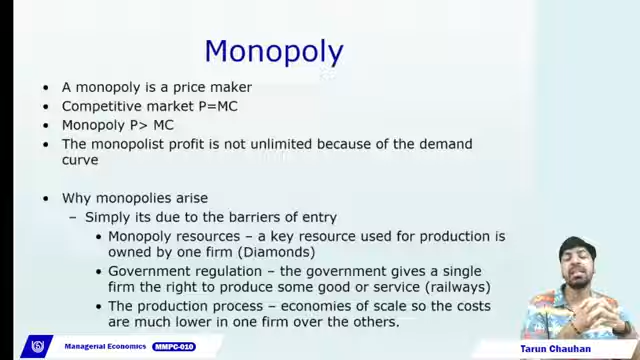 Monopoly
• A monopoly is a price maker
• Competitive market P=MC
• Monopoly P> MC
• The monopolist profit is not unlimited because of the demand
curve
• Why monopolies arise
– Simply its due to the barriers of entry
• Monopoly resources – a key resource used for production is
owned by one firm (Diamonds)
• Government regulation – the government gives a single
firm the right to produce some good or service (railways)
• The production process – economies of scale so the costs
are much lower in one firm over the others.
Managerial Economics MMPC-010
Tarun Chauhan